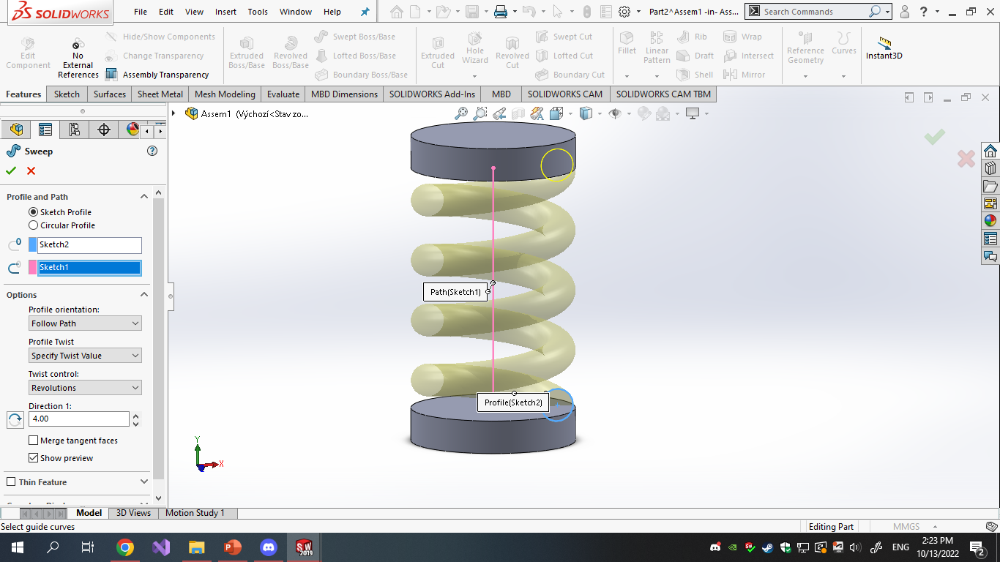 SOLIDWORKS
File Edit View Insert Tools Window Help
Part2^Assem1 -in- Ass...
Search Commands
?
Edit Component
No External References
Hide/Show Components
Change Transparency
Assembly Transparency
Extruded Boss/Base
Revolved Boss/Base
Swept Boss/Base
Lofted Boss/Base
Boundary Boss/Base
Extruded Cut
Hole Wizard
Revolved Cut
Swept Cut
Lofted Cut
Boundary Cut
Fillet
Linear Pattern
Rib
Draft
Shell
Wrap
Intersect
Mirror
Reference Geometry
Curves
Instant3D
Features Sketch Surfaces Sheet Metal Mesh Modeling Evaluate MBD Dimensions SOLIDWORKS Add-Ins MBD SOLIDWORKS CAM SOLIDWORKS CAM TBM
Assem1 (Výchozí<Stav zo...
Sweep
?
Profile and Path
Sketch Profile
Circular Profile
Sketch2
Sketch1
Options
Profile orientation:
Follow Path
Profile Twist
Specify Twist Value
Twist control:
Revolutions
Direction 1:
4.00
Merge tangent faces
Show preview
Thin Feature
Path(Sketch1)
Profile(Sketch2)
Y
X
Model 3D Views Motion Study 1
Select guide curves
Editing Part
MMGS
SW
2019
ENG
2:23 PM
10/13/2022
2